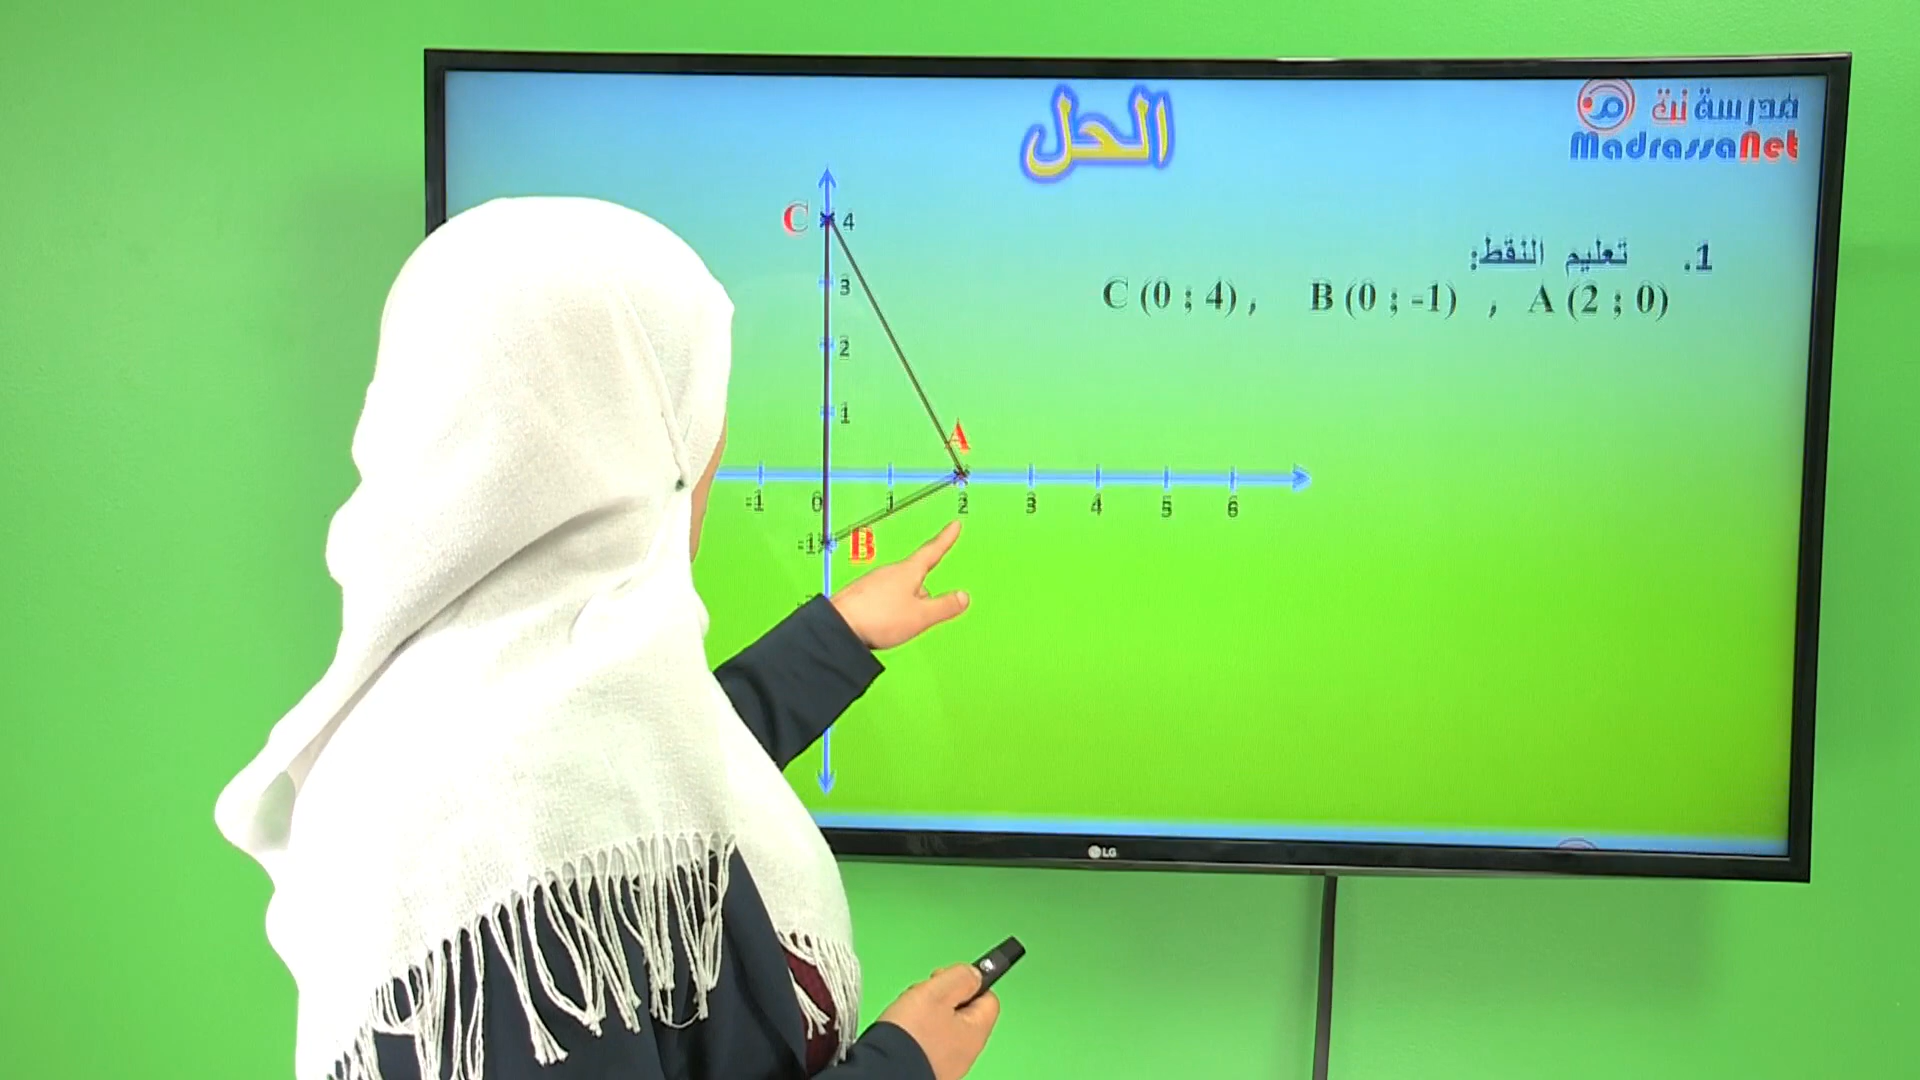 الحل
مدرسة نت
MadrassaNet
1. تعليم النقط:
C (0 ; 4) , B (0 ; -1) , A (2 ; 0)
C 4
3
2
1
A
-1 0 1 2 3 4 5 6
-1 B
LG